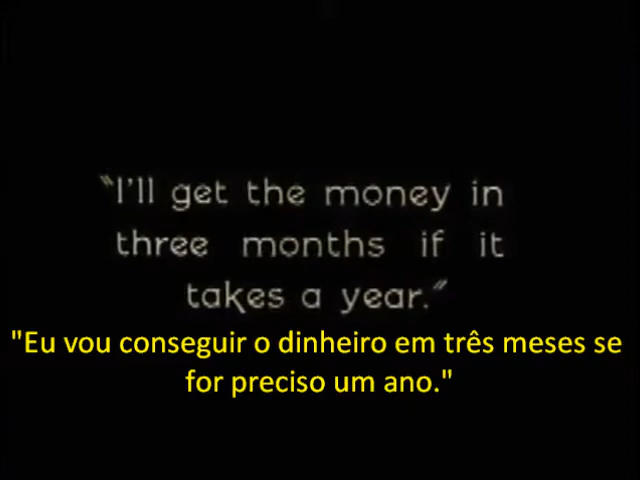 "I'll get the money in
three months if it
takes a year."
"Eu vou conseguir o dinheiro em três meses se
for preciso um ano."